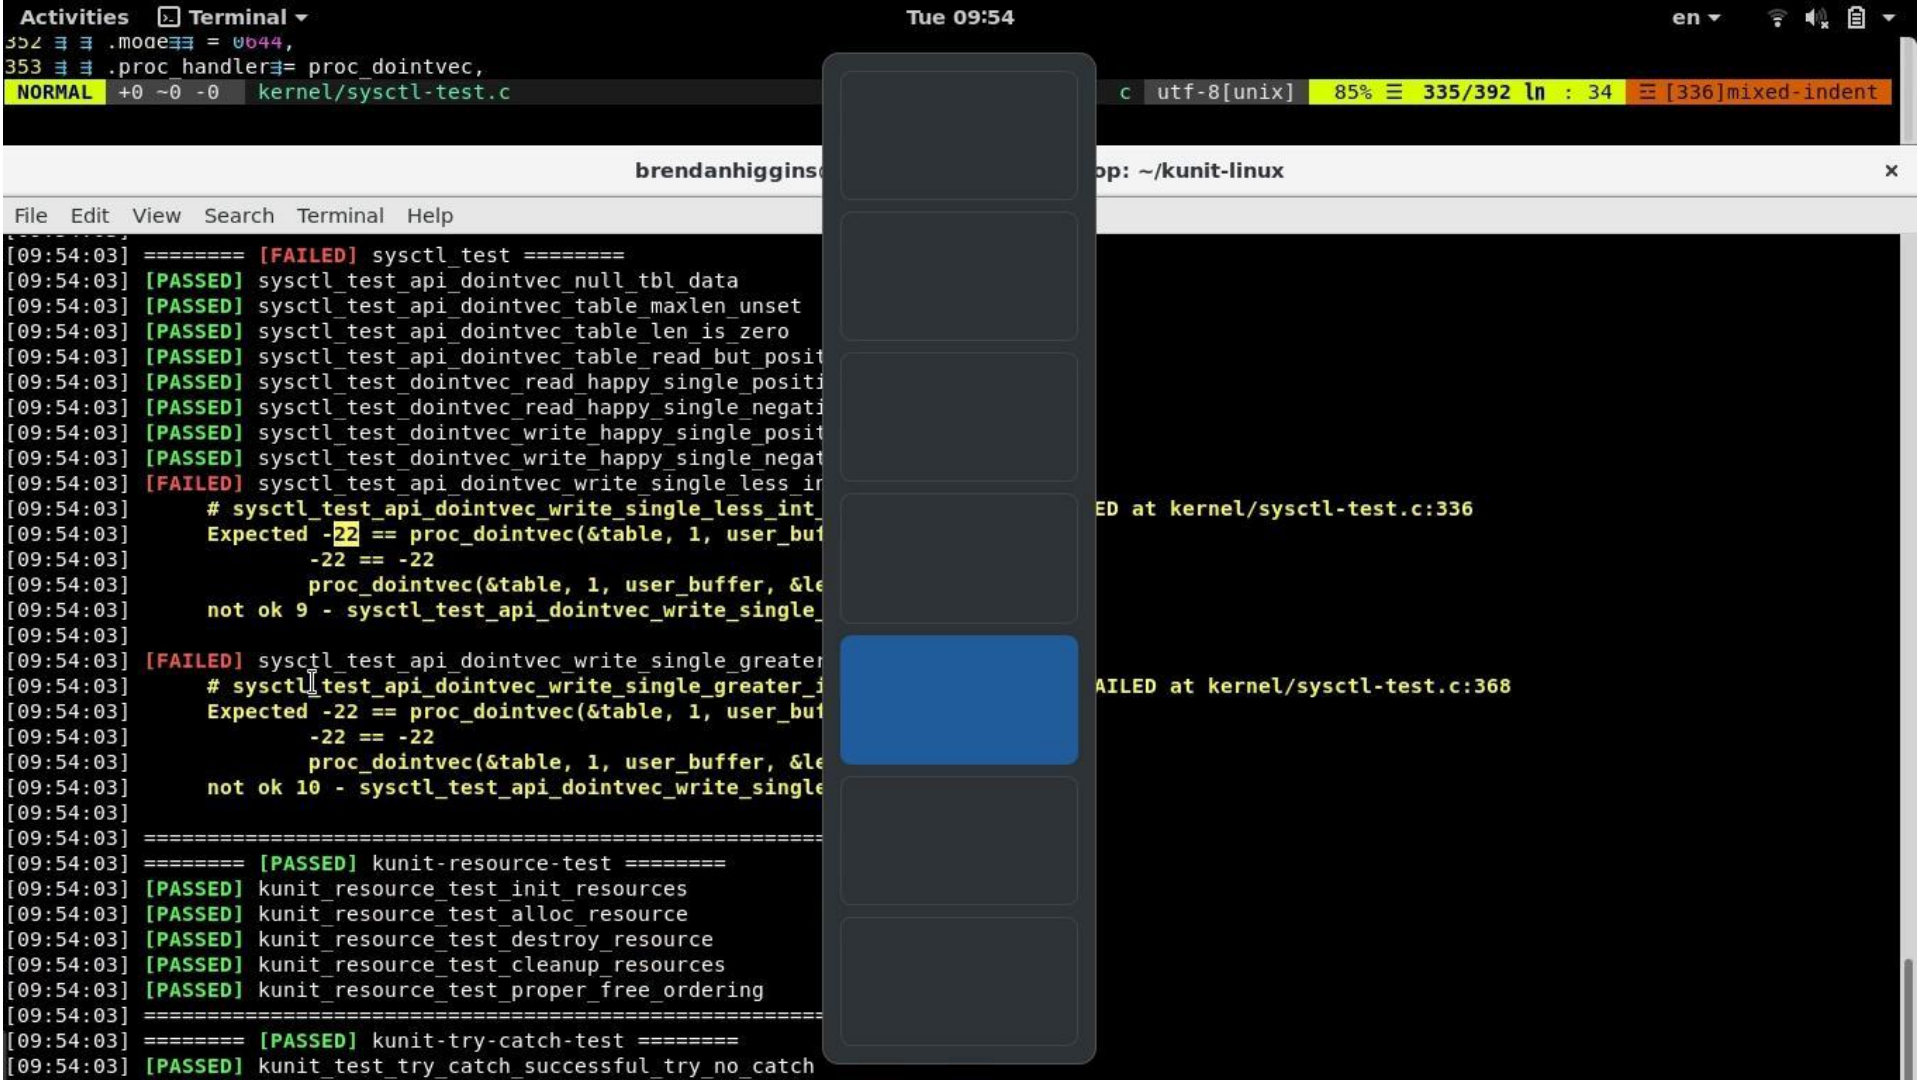 Activities Terminal Tue 09:54 en
352 .mode = 0644,
353 .proc_handler = proc_dointvec,
NORMAL +0 ~0 -0 kernel/sysctl-test.c c utf-8[unix] 85% ☰ 335/392 ln : 34 ☲ [336]mixed-indent
brendanhiggins op: ~/kunit-linux ×
File Edit View Search Terminal Help
[09:54:03] ======== [FAILED] sysctl_test ========
[09:54:03] [PASSED] sysctl_test_api_dointvec_null_tbl_data
[09:54:03] [PASSED] sysctl_test_api_dointvec_table_maxlen_unset
[09:54:03] [PASSED] sysctl_test_api_dointvec_table_len_is_zero
[09:54:03] [PASSED] sysctl_test_api_dointvec_table_read_but_posit
[09:54:03] [PASSED] sysctl_test_dointvec_read_happy_single_positi
[09:54:03] [PASSED] sysctl_test_dointvec_read_happy_single_negati
[09:54:03] [PASSED] sysctl_test_dointvec_write_happy_single_posit
[09:54:03] [PASSED] sysctl_test_dointvec_write_happy_single_negat
[09:54:03] [FAILED] sysctl_test_api_dointvec_write_single_less_in
[09:54:03] # sysctl_test_api_dointvec_write_single_less_int_ ED at kernel/sysctl-test.c:336
[09:54:03] Expected -22 == proc_dointvec(&table, 1, user_buf
[09:54:03] -22 == -22
[09:54:03] proc_dointvec(&table, 1, user_buffer, &le
[09:54:03] not ok 9 - sysctl_test_api_dointvec_write_single_
[09:54:03]
[09:54:03] [FAILED] sysctl_test_api_dointvec_write_single_greater
[09:54:03] # sysctl_test_api_dointvec_write_single_greater_i AILED at kernel/sysctl-test.c:368
[09:54:03] Expected -22 == proc_dointvec(&table, 1, user_buf
[09:54:03] -22 == -22
[09:54:03] proc_dointvec(&table, 1, user_buffer, &le
[09:54:03] not ok 10 - sysctl_test_api_dointvec_write_single
[09:54:03]
[09:54:03] ======================================================
[09:54:03] ======== [PASSED] kunit-resource-test ========
[09:54:03] [PASSED] kunit_resource_test_init_resources
[09:54:03] [PASSED] kunit_resource_test_alloc_resource
[09:54:03] [PASSED] kunit_resource_test_destroy_resource
[09:54:03] [PASSED] kunit_resource_test_cleanup_resources
[09:54:03] [PASSED] kunit_resource_test_proper_free_ordering
[09:54:03] ======================================================
[09:54:03] ======== [PASSED] kunit-try-catch-test ========
[09:54:03] [PASSED] kunit_test_try_catch_successful_try_no_catch